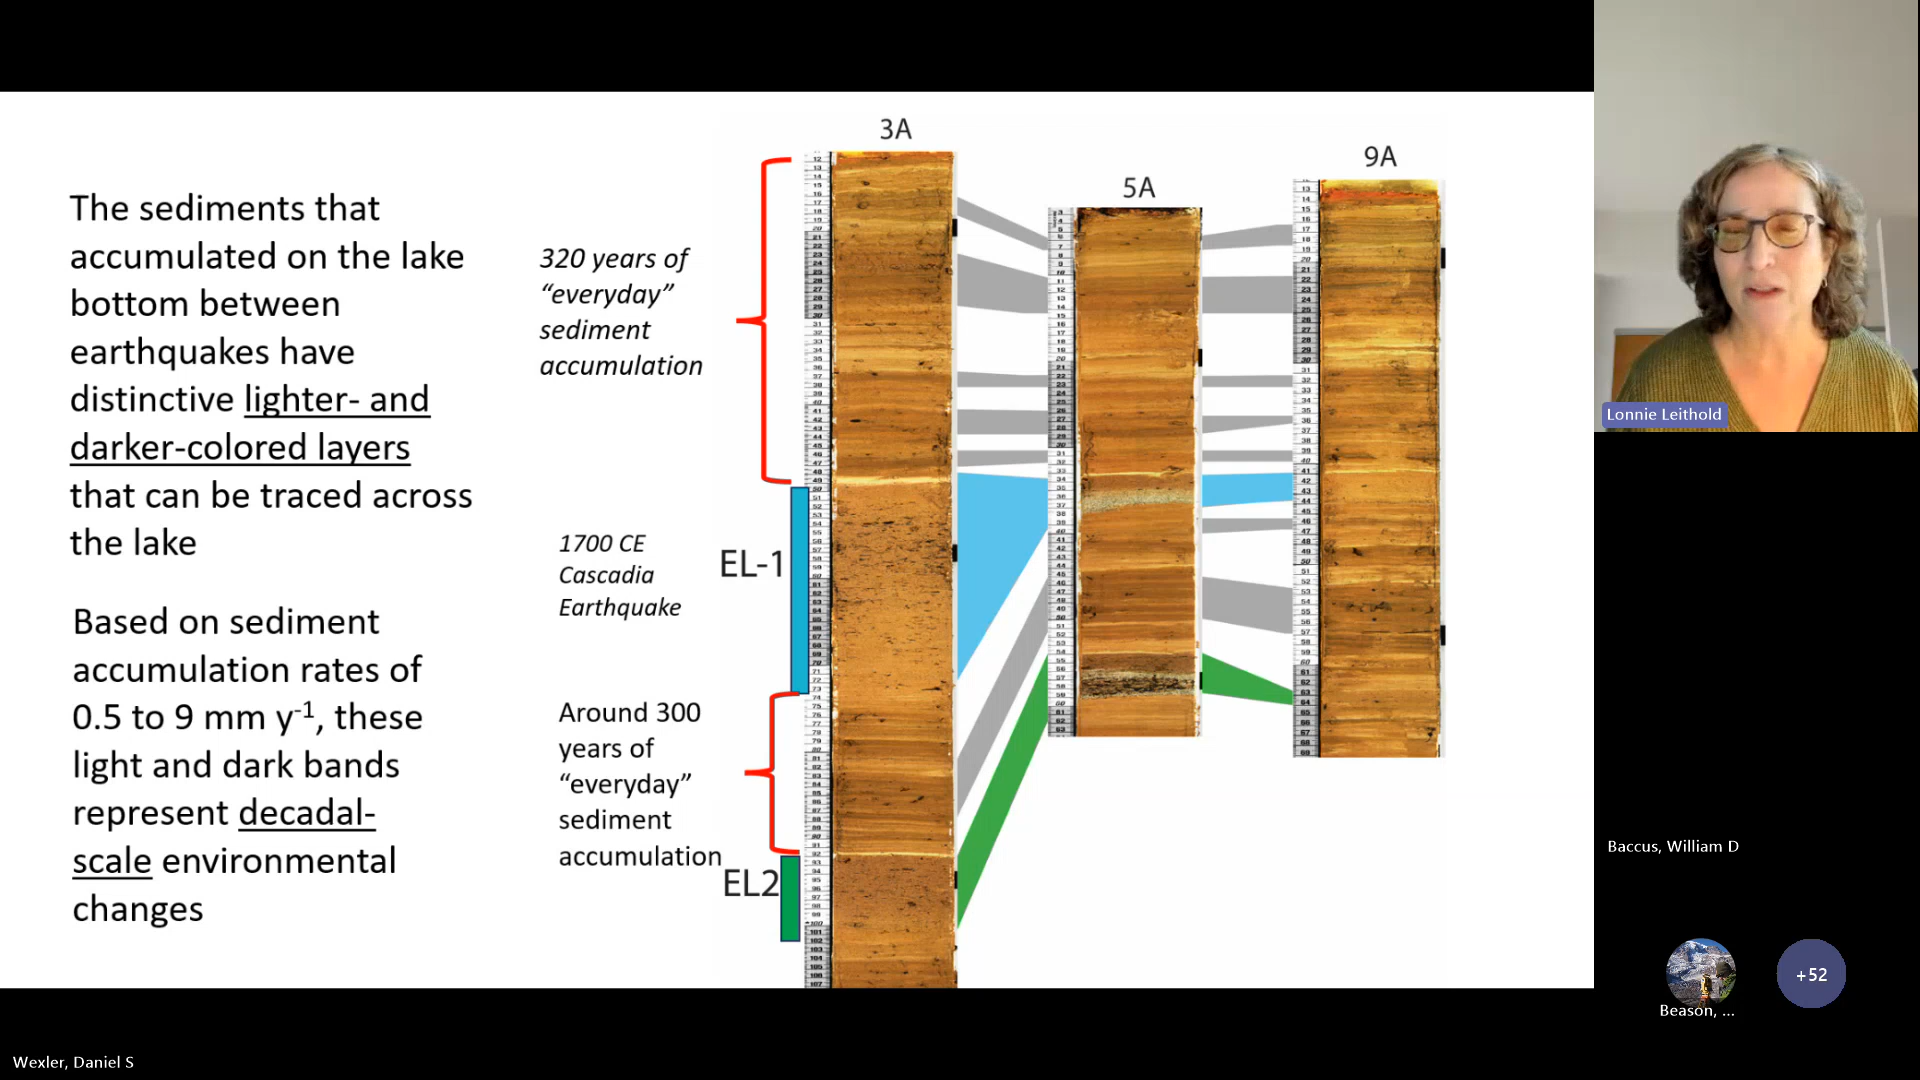 The sediments that
accumulated on the lake
bottom between
earthquakes have
distinctive lighter- and
darker-colored layers
that can be traced across
the lake
Based on sediment
accumulation rates of
0.5 to 9 mm y-1, these
light and dark bands
represent decadal-
scale environmental
changes
320 years of
“everyday”
sediment
accumulation
EL-1
1700 CE
Cascadia
Earthquake
Around 300
years of
“everyday”
sediment
accumulation
EL2
3A
5A
9A
Lonnie Leithold
Baccus, William D
Beason, ...
+52
Wexler, Daniel S